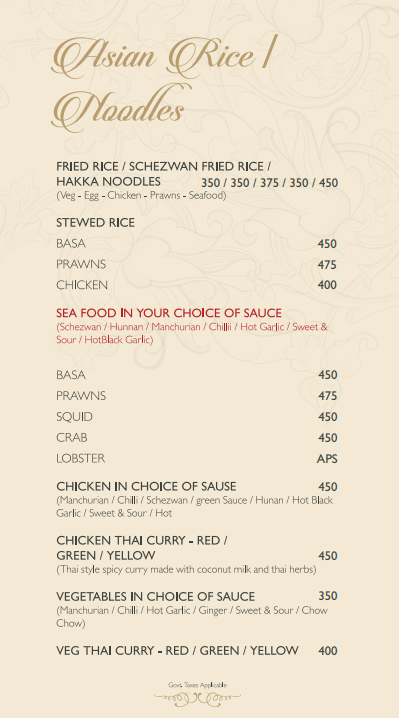 Asian Rice /
Noodles
FRIED RICE / SCHEZWAN FRIED RICE /
HAKKA NOODLES 350 / 350 / 375 / 350 / 450
(Veg - Egg - Chicken - Prawns - Seafood)
STEWED RICE
BASA 450
PRAWNS 475
CHICKEN 400
SEA FOOD IN YOUR CHOICE OF SAUCE
(Schezwan / Hunnan / Manchurian / Chillii / Hot Garlic / Sweet &
Sour / HotBlack Garlic)
BASA 450
PRAWNS 475
SQUID 450
CRAB 450
LOBSTER APS
CHICKEN IN CHOICE OF SAUSE 450
(Manchurian / Chilli / Schezwan / green Sauce / Hunan / Hot Black
Garlic / Sweet & Sour / Hot
CHICKEN THAI CURRY - RED /
GREEN / YELLOW 450
(Thai style spicy curry made with coconut milk and thai herbs)
VEGETABLES IN CHOICE OF SAUCE 350
(Manchurian / Chilli / Hot Garlic / Ginger / Sweet & Sour / Chow
Chow)
VEG THAI CURRY - RED / GREEN / YELLOW 400
Govt. Taxes Applicable